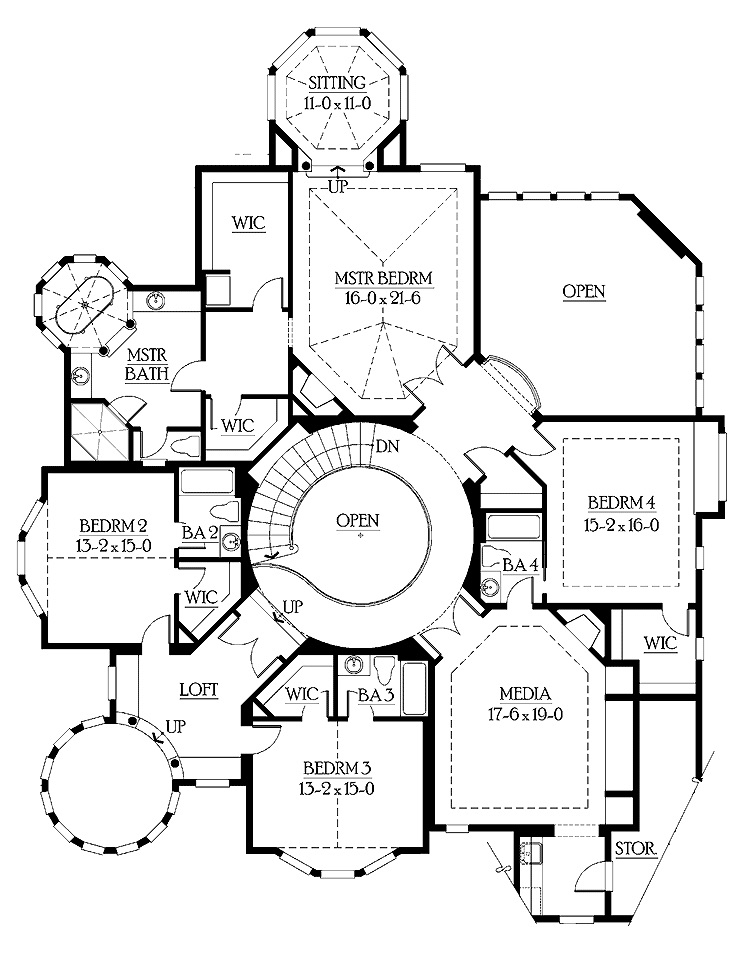 SITTING
11-0 x 11-0
UP
WIC
MSTR BEDRM
16-0 x 21-6
OPEN
MSTR
BATH
WIC
DN
BEDRM 2
13-2 x 15-0
BA 2
OPEN
BEDRM 4
15-2 x 16-0
BA 4
WIC
UP
WIC
LOFT
WIC
BA 3
MEDIA
17-6 x 19-0
UP
BEDRM 3
13-2 x 15-0
STOR.